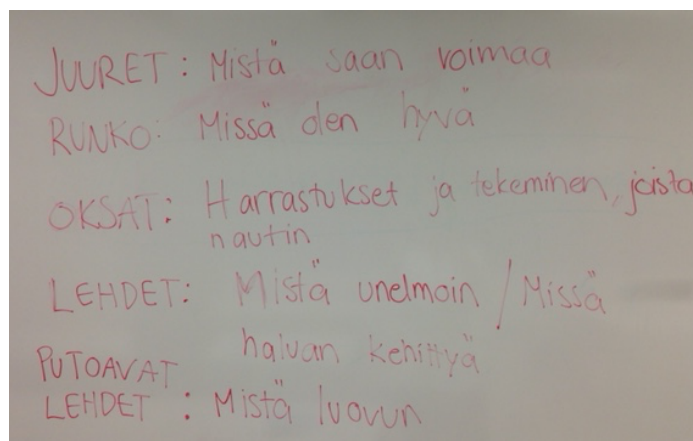 JUURET: Mistä saan voimaa
RUNKO: Missä olen hyvä
OKSAT: Harrastukset ja tekeminen, joista
nautin
LEHDET: Mistä unelmoin / Missä
haluan kehittyä
PUTOAVAT
LEHDET : Mistä luovun